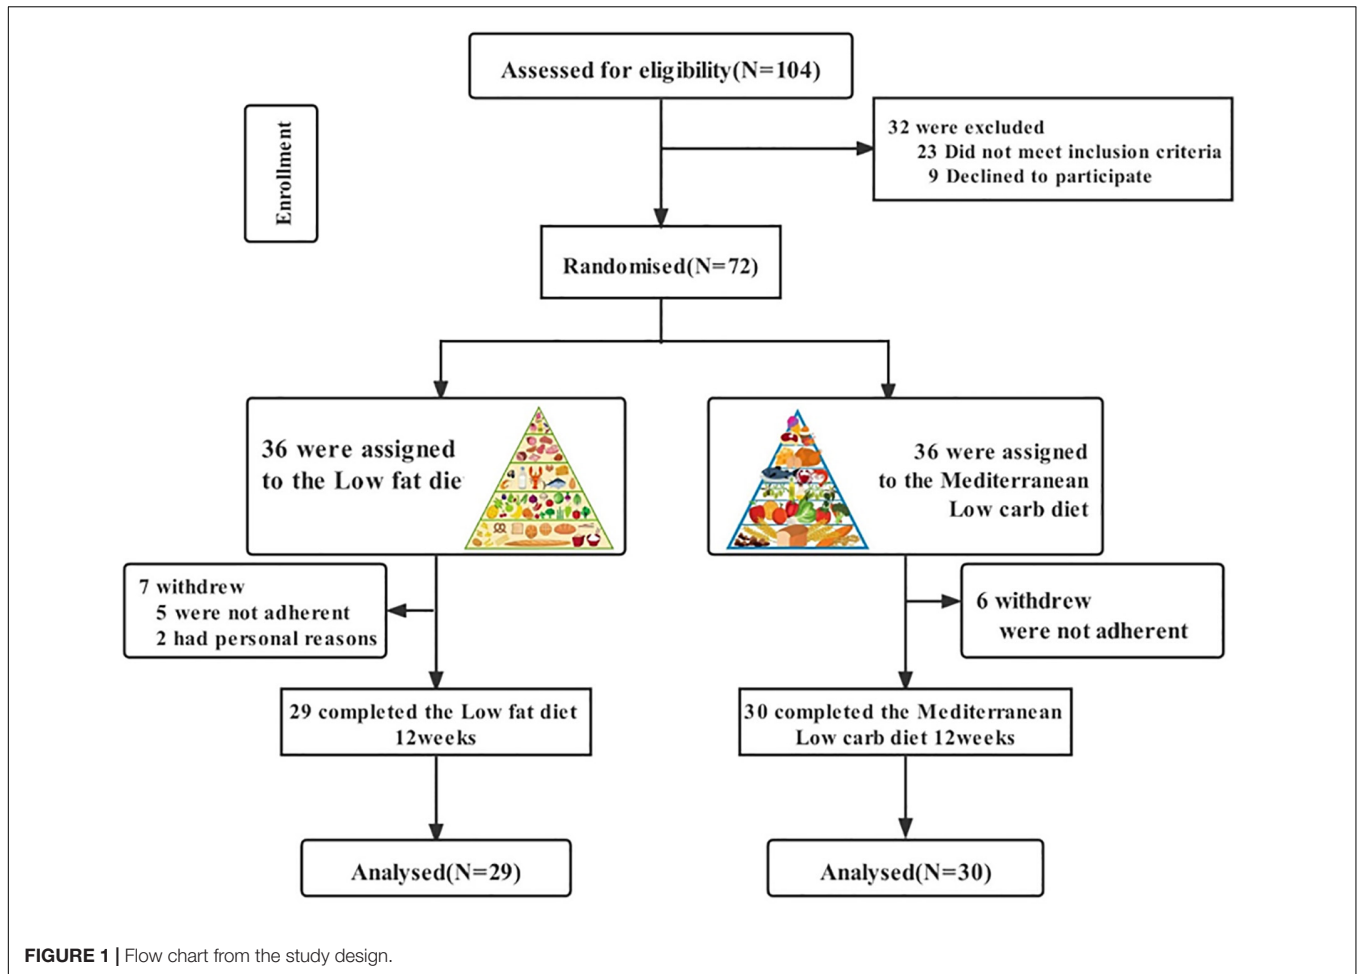 Assessed for eligibility(N=104)
Enrollment
32 were excluded
23 Did not meet inclusion criteria
9 Declined to participate
Randomised(N=72)
36 were assigned
to the Low fat die
36 were assigned
to the Mediterranean
Low carb diet
7 withdrew
5 were not adherent
2 had personal reasons
6 withdrew
were not adherent
29 completed the Low fat diet
12weeks
30 completed the Mediterranean
Low carb diet 12weeks
Analysed(N=29)
Analysed(N=30)
FIGURE 1 | Flow chart from the study design.